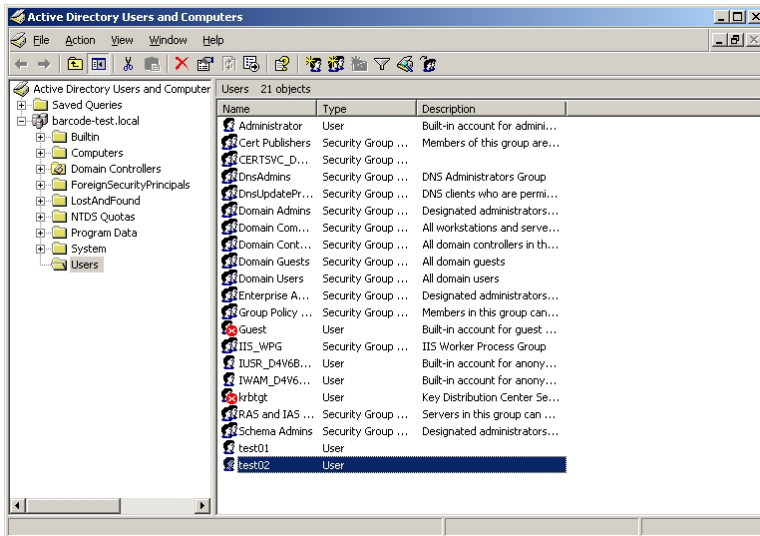 Active Directory Users and Computers
File Action View Window Help
Active Directory Users and Computer
Saved Queries
barcode-test.local
Builtin
Computers
Domain Controllers
ForeignSecurityPrincipals
LostAndFound
NTDS Quotas
Program Data
System
Users
Users 21 objects
Name Type Description
Administrator User Built-in account for admini...
Cert Publishers Security Group ... Members of this group are...
CERTSVC_D... Security Group ...
DnsAdmins Security Group ... DNS Administrators Group
DnsUpdatePr... Security Group ... DNS clients who are permi...
Domain Admins Security Group ... Designated administrators...
Domain Com... Security Group ... All workstations and serve...
Domain Cont... Security Group ... All domain controllers in th...
Domain Guests Security Group ... All domain guests
Domain Users Security Group ... All domain users
Enterprise A... Security Group ... Designated administrators...
Group Policy ... Security Group ... Members in this group can...
Guest User Built-in account for guest ...
IIS_WPG Security Group ... IIS Worker Process Group
IUSR_D4V6B... User Built-in account for anony...
IWAM_D4V6... User Built-in account for anony...
krbtgt User Key Distribution Center Se...
RAS and IAS ... Security Group ... Servers in this group can ...
Schema Admins Security Group ... Designated administrators...
test01 User
test02 User